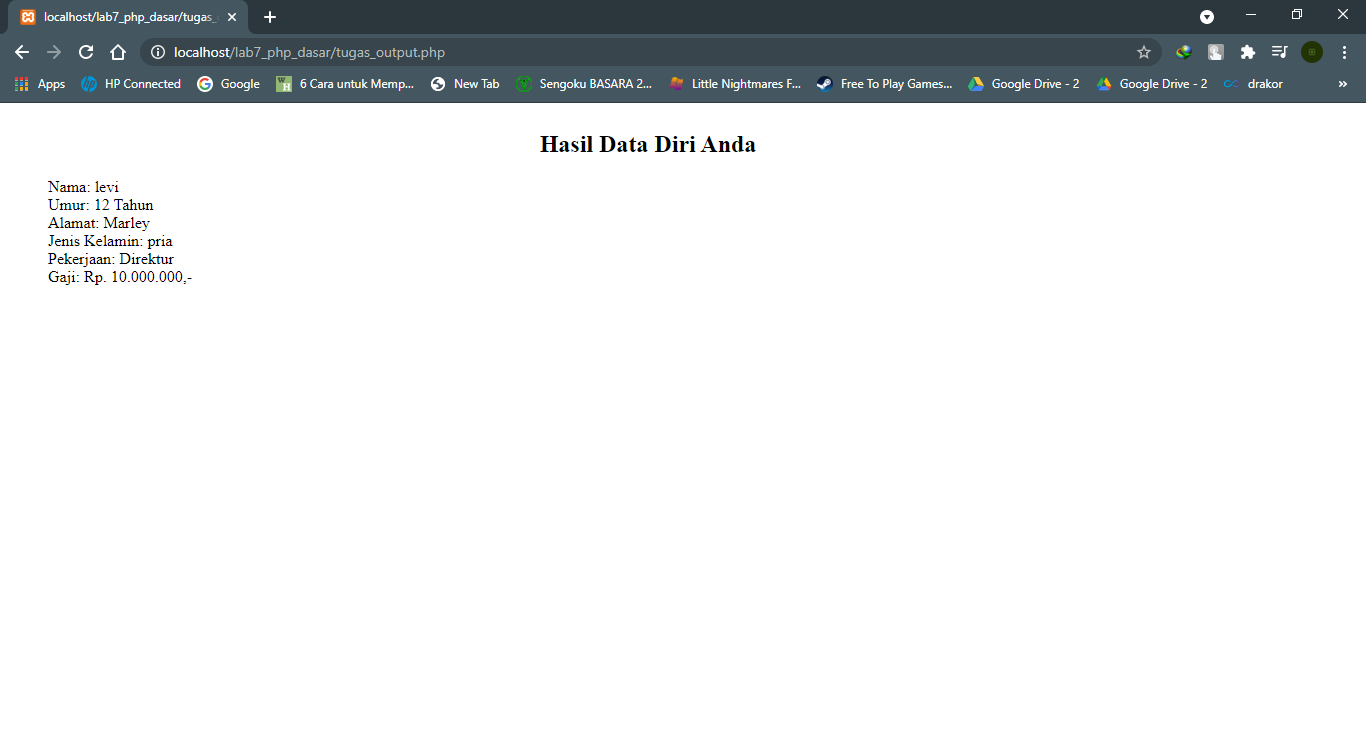 localhost/lab7_php_dasar/tugas_
localhost/lab7_php_dasar/tugas_output.php
Apps HP Connected Google 6 Cara untuk Memp... New Tab Sengoku BASARA 2... Little Nightmares F... Free To Play Games... Google Drive - 2 Google Drive - 2 drakor »
Hasil Data Diri Anda
Nama: levi
Umur: 12 Tahun
Alamat: Marley
Jenis Kelamin: pria
Pekerjaan: Direktur
Gaji: Rp. 10.000.000,-